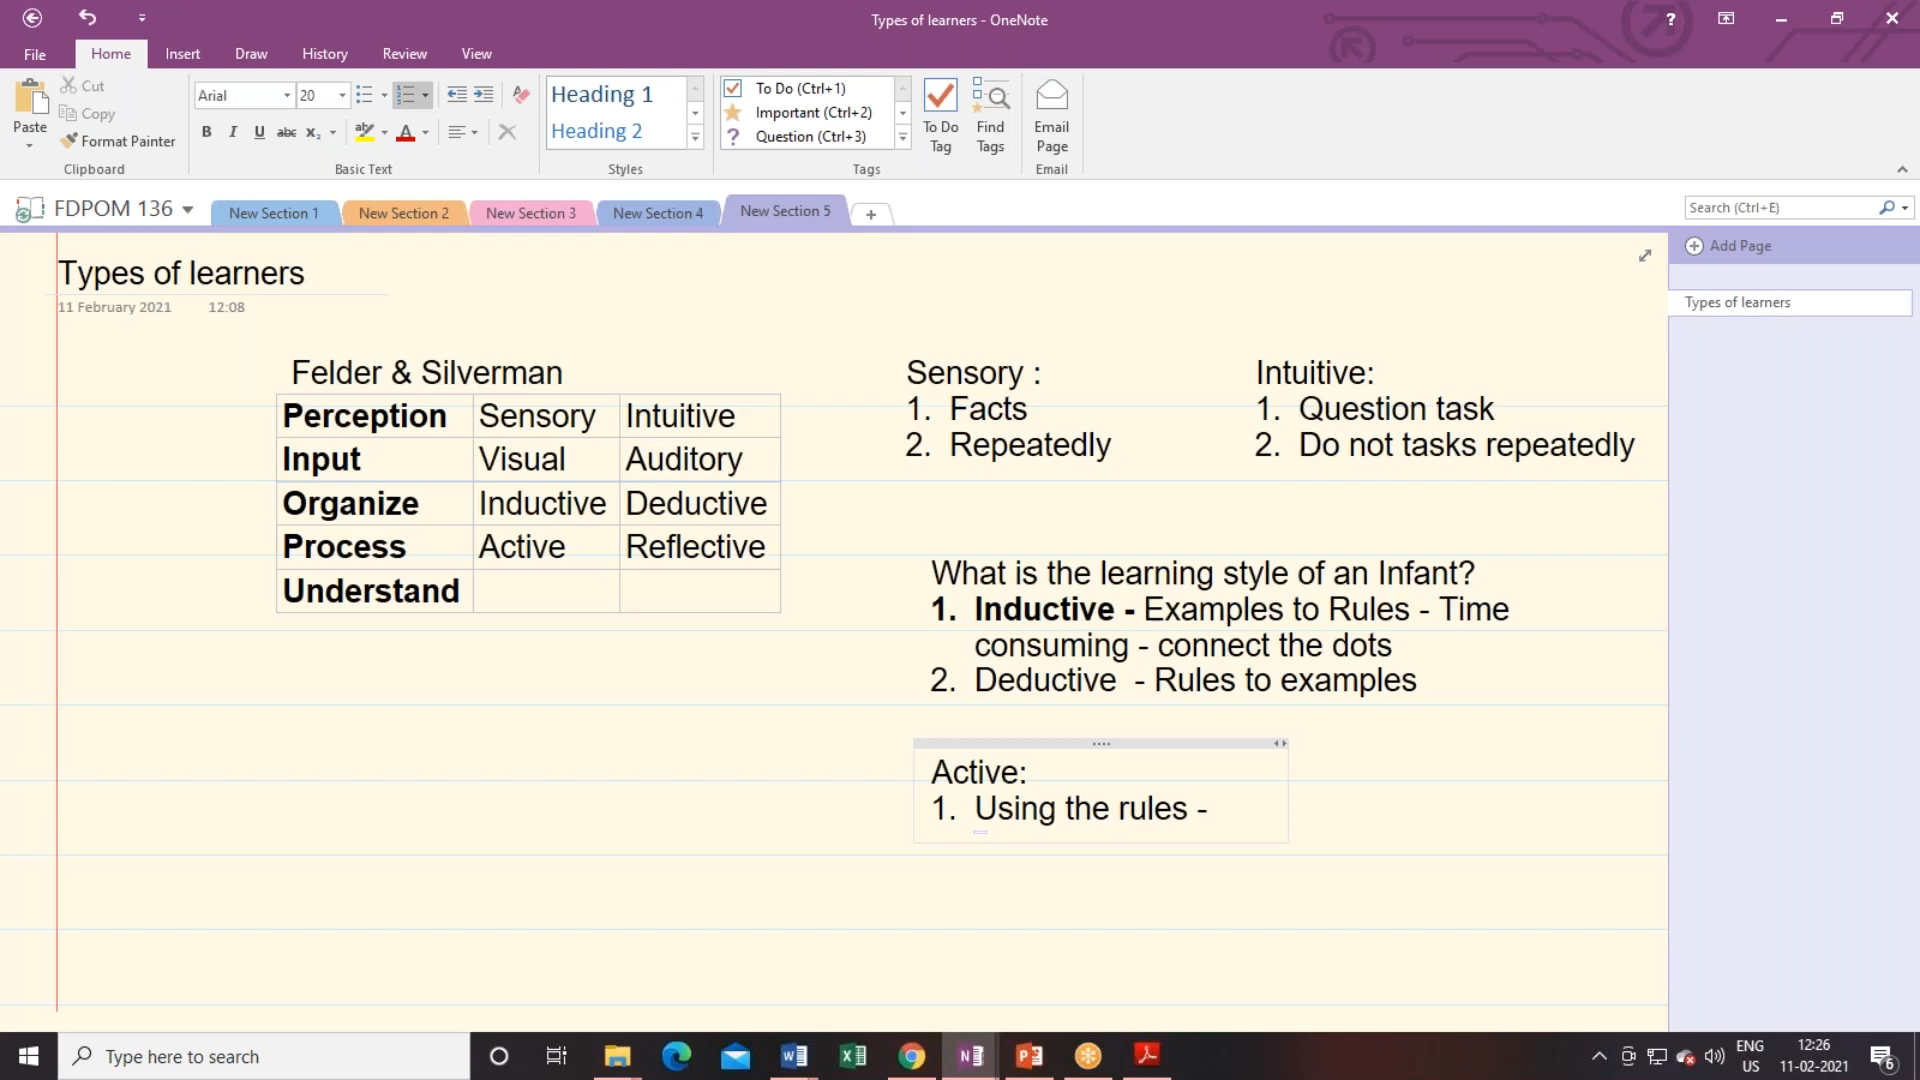 Types of learners - OneNote
?
File Home Insert Draw History Review View
Paste
Cut
Copy
Format Painter
Clipboard
Arial 20
B I U abc x₂ ab A
Basic Text
Heading 1
Heading 2
Styles
To Do (Ctrl+1)
Important (Ctrl+2)
? Question (Ctrl+3)
Tags
To Do
Tag
Find
Tags
Email
Page
Email
FDPOM 136 New Section 1 New Section 2 New Section 3 New Section 4 New Section 5 +
Search (Ctrl+E)
Add Page
Types of learners
Types of learners
11 February 2021 12:08
Felder & Silverman
Perception Sensory Intuitive
Input Visual Auditory
Organize Inductive Deductive
Process Active Reflective
Understand
Sensory :
1. Facts
2. Repeatedly
Intuitive:
1. Question task
2. Do not tasks repeatedly
What is the learning style of an Infant?
1. Inductive - Examples to Rules - Time
consuming - connect the dots
2. Deductive - Rules to examples
Active:
1. Using the rules -
Type here to search
ENG
US
12:26
11-02-2021
6